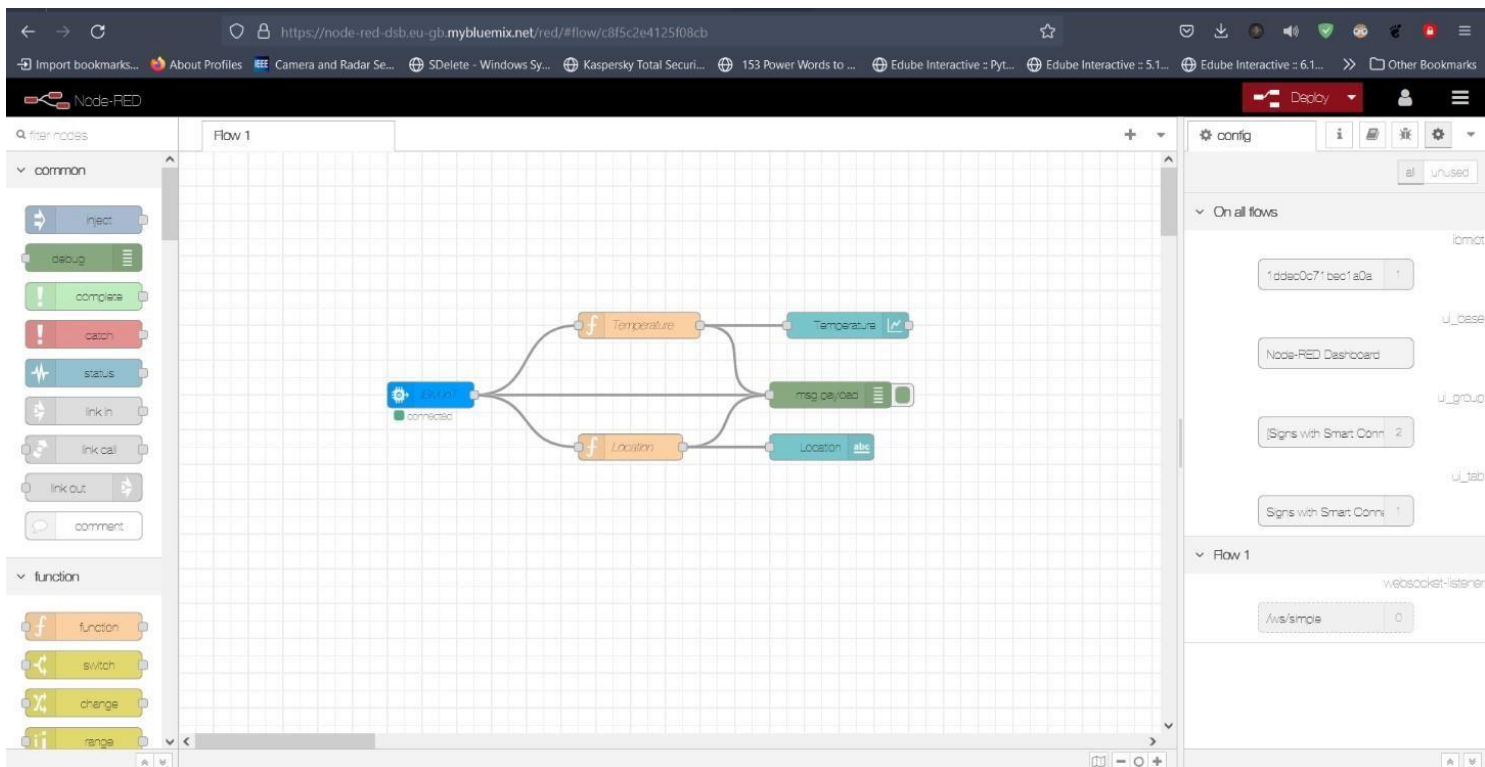 https://node-red-dsb.eu-gb.mybluemix.net/red/#flow/c8f5c2e4125f08cb
Import bookmarks... About Profiles Camera and Radar Se... SDelete - Windows Sy... Kaspersky Total Securi... 153 Power Words to ... Edube Interactive :: Pyt... Edube Interactive :: 5.1... Edube Interactive :: 6.1... Other Bookmarks
Node-RED
Deploy
filter nodes
Flow 1
config
common
all unused
inject
debug
complete
catch
status
link in
link call
link out
comment
function
function
switch
change
range
Temperature
Temperature
IBM IoT
connected
msg.payload
Location
Location
abc
On all flows
ibmiot
1ddec0c71bec1a0a 1
ui_base
Node-RED Dashboard
ui_group
[Signs with Smart Conn 2
ui_tab
Signs with Smart Conne 1
Flow 1
websocket-listener
/ws/simple 0